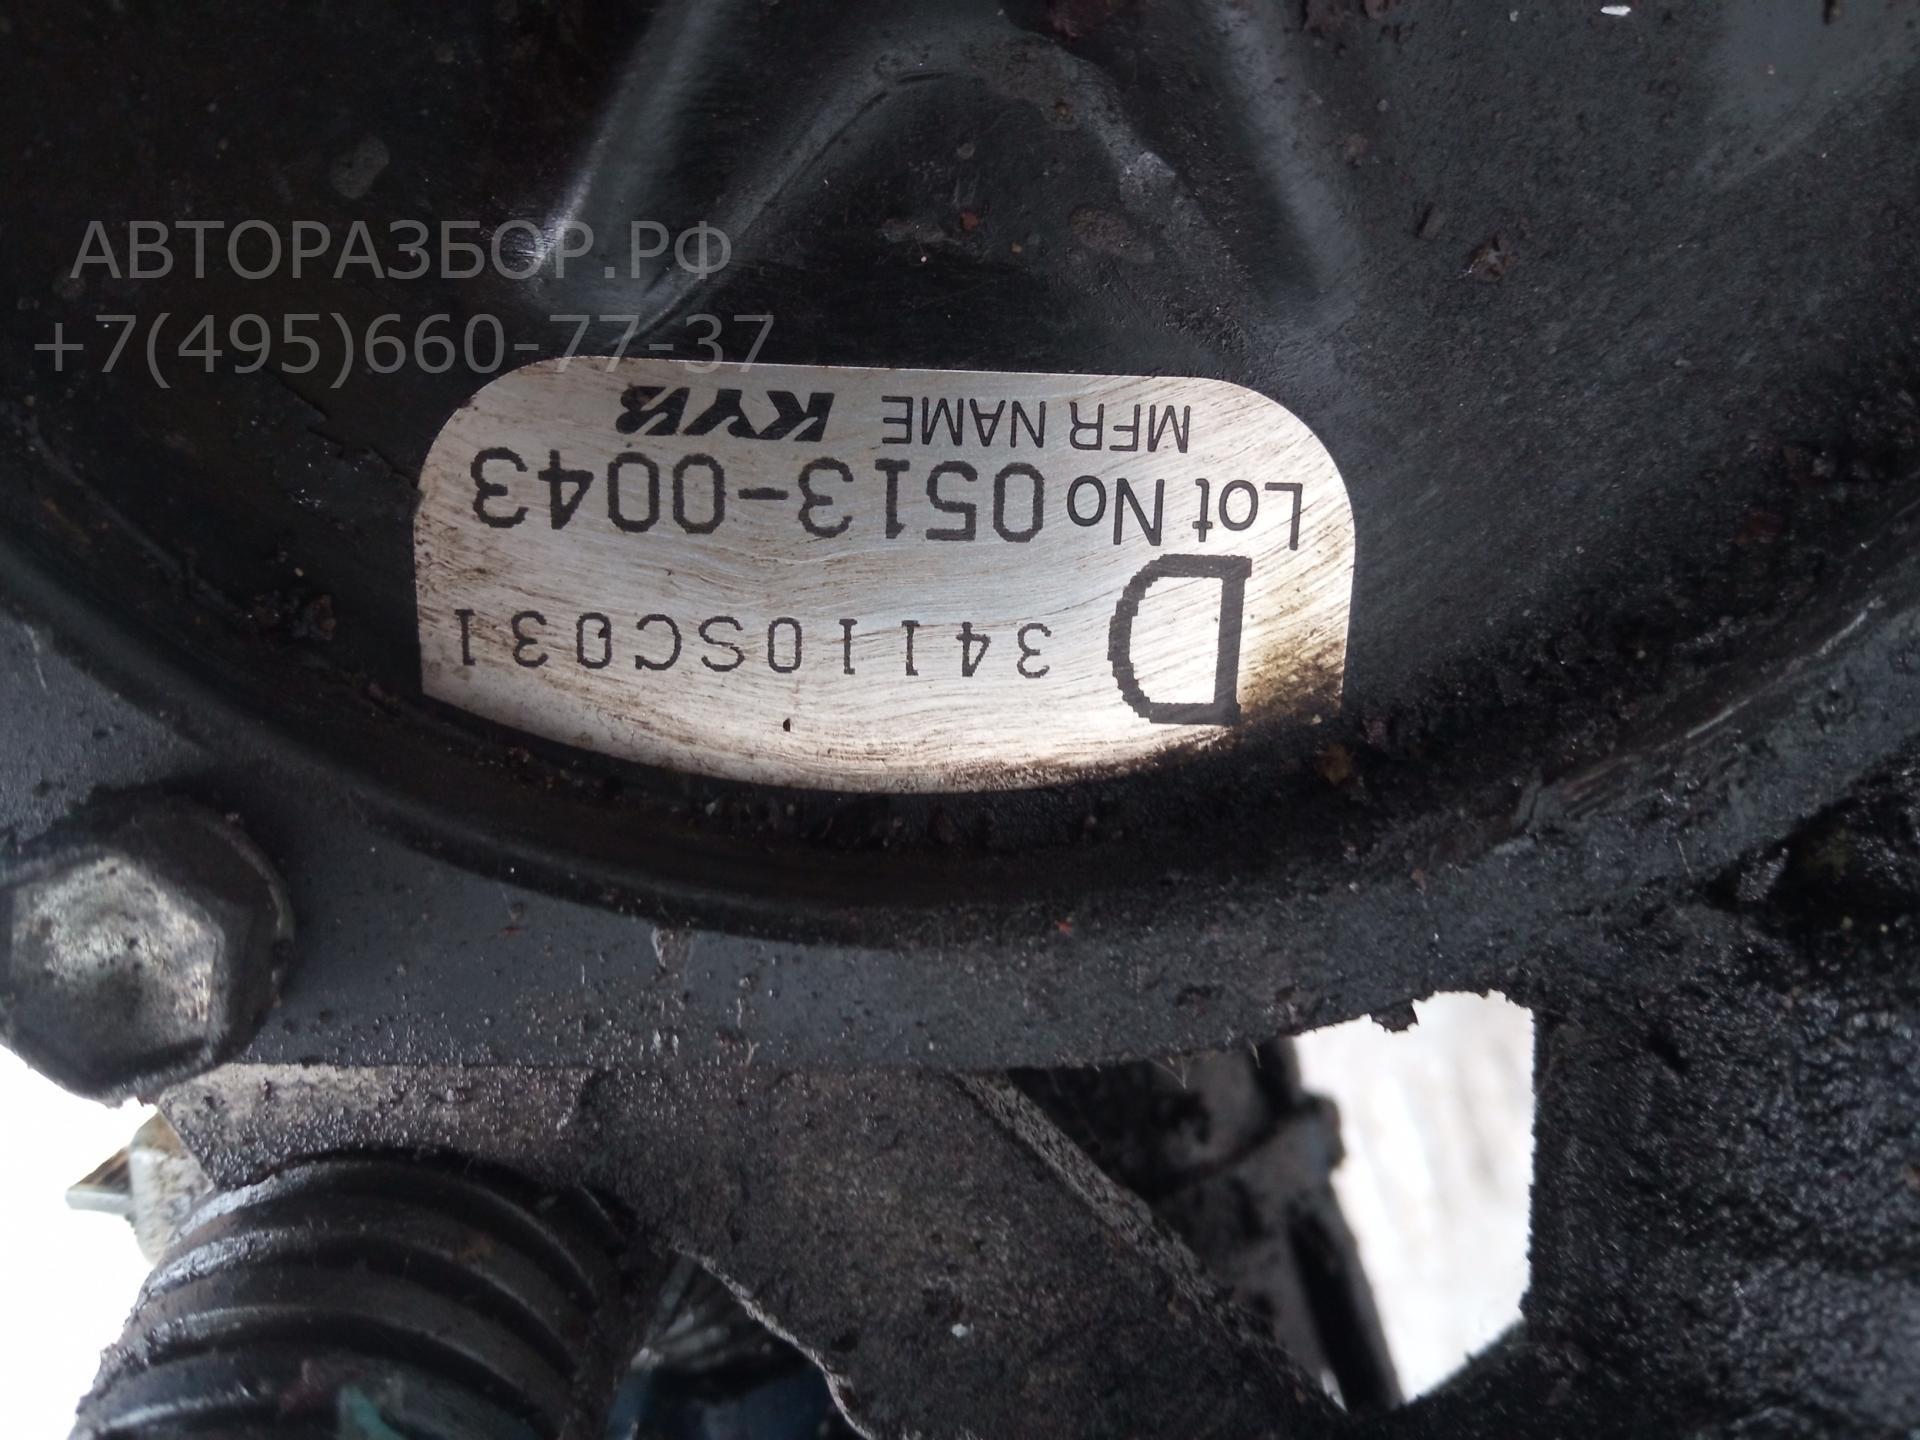 АВТОРАЗБОР.РФ
+7(495)660-77-37
D 34110SC031
Lot No 0513-0043
MFR NAME KYB